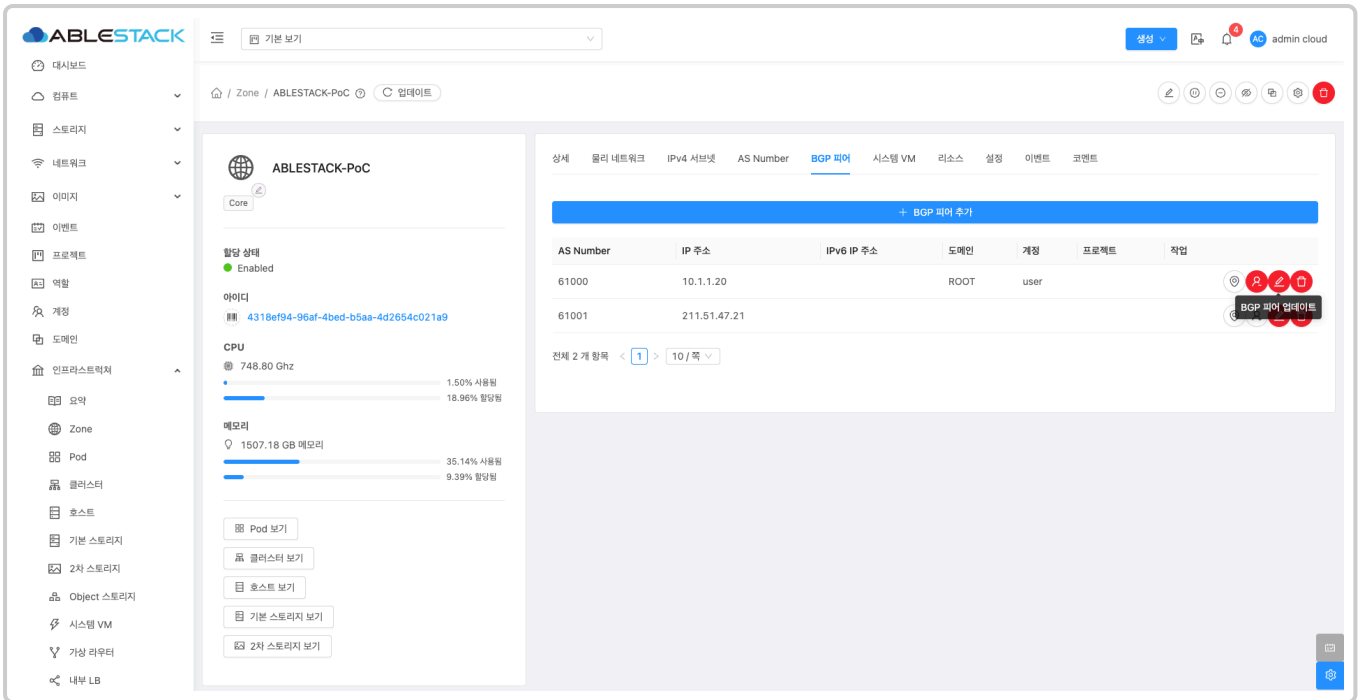 ABLESTACK
기본 보기
생성
4
AC
admin cloud
대시보드
컴퓨트
스토리지
네트워크
이미지
이벤트
프로젝트
역할
계정
도메인
인프라스트럭쳐
요약
Zone
Pod
클러스터
호스트
기본 스토리지
2차 스토리지
Object 스토리지
시스템 VM
가상 라우터
내부 LB
/ Zone / ABLESTACK-PoC
업데이트
ABLESTACK-PoC
Core
할당 상태
Enabled
아이디
4318ef94-96af-4bed-b5aa-4d2654c021a9
CPU
748.80 Ghz
1.50% 사용됨
18.96% 할당됨
메모리
1507.18 GB 메모리
35.14% 사용됨
9.39% 할당됨
Pod 보기
클러스터 보기
호스트 보기
기본 스토리지 보기
2차 스토리지 보기
상세 물리 네트워크 IPv4 서브넷 AS Number BGP 피어 시스템 VM 리소스 설정 이벤트 코멘트
+ BGP 피어 추가
AS Number IP 주소 IPv6 IP 주소 도메인 계정 프로젝트 작업
61000 10.1.1.20 ROOT user
BGP 피어 업데이트
61001 211.51.47.21
전체 2 개 항목 < 1 > 10 / 쪽